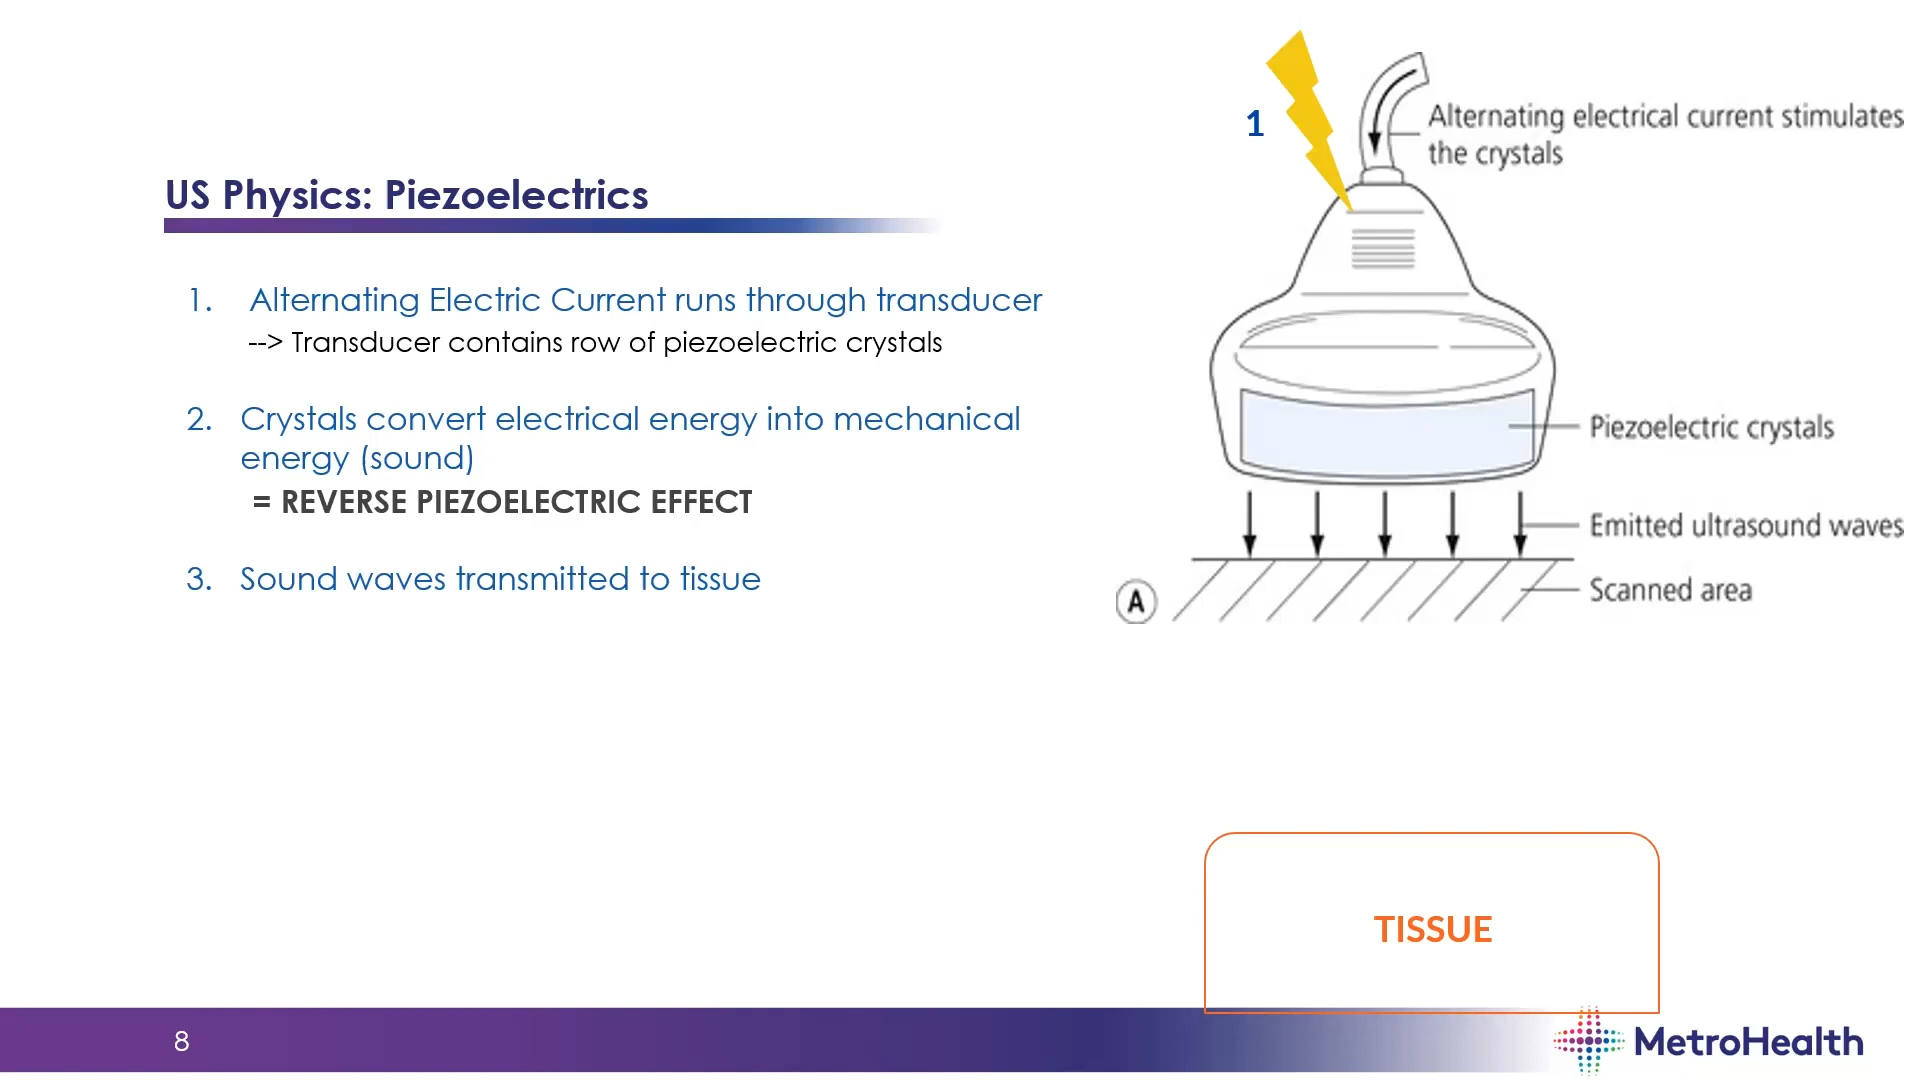 US Physics: Piezoelectrics
1. Alternating Electric Current runs through transducer
--> Transducer contains row of piezoelectric crystals
2. Crystals convert electrical energy into mechanical
energy (sound)
= REVERSE PIEZOELECTRIC EFFECT
3. Sound waves transmitted to tissue
1
Alternating electrical current stimulates
the crystals
Piezoelectric crystals
Emitted ultrasound waves
Scanned area
A
TISSUE
8
MetroHealth